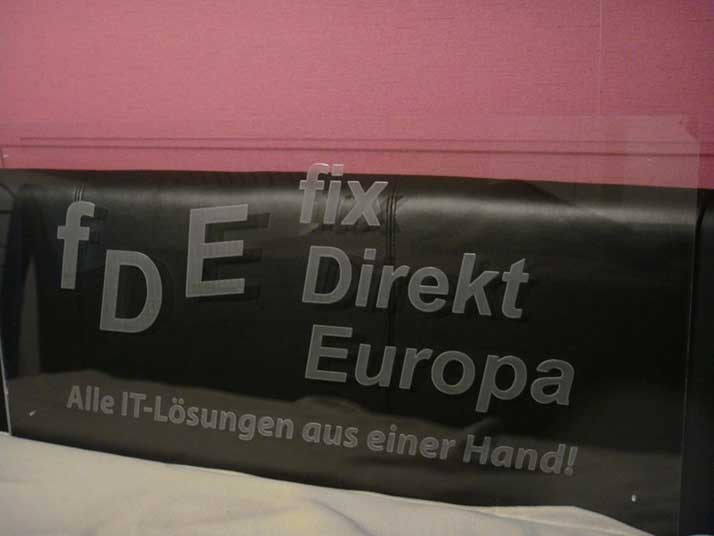 fDE
fix
Direkt
Europa
Alle IT-Lösungen aus einer Hand!